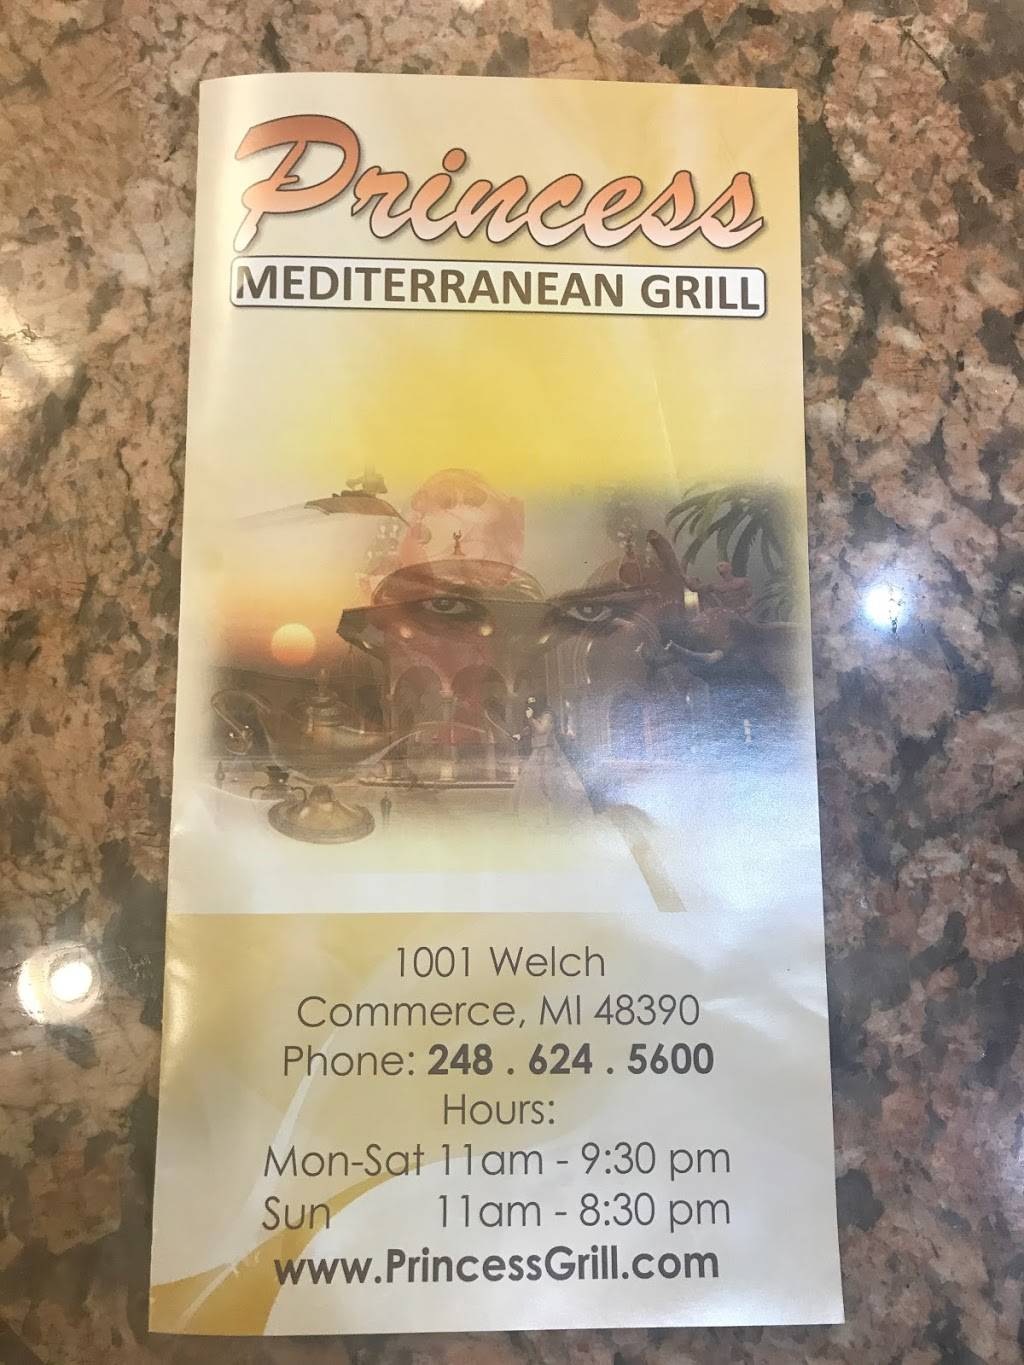 Princess
MEDITERRANEAN GRILL
1001 Welch
Commerce, MI 48390
Phone: 248 . 624 . 5600
Hours:
Mon-Sat 11am - 9:30 pm
Sun 11am - 8:30 pm
www.PrincessGrill.com